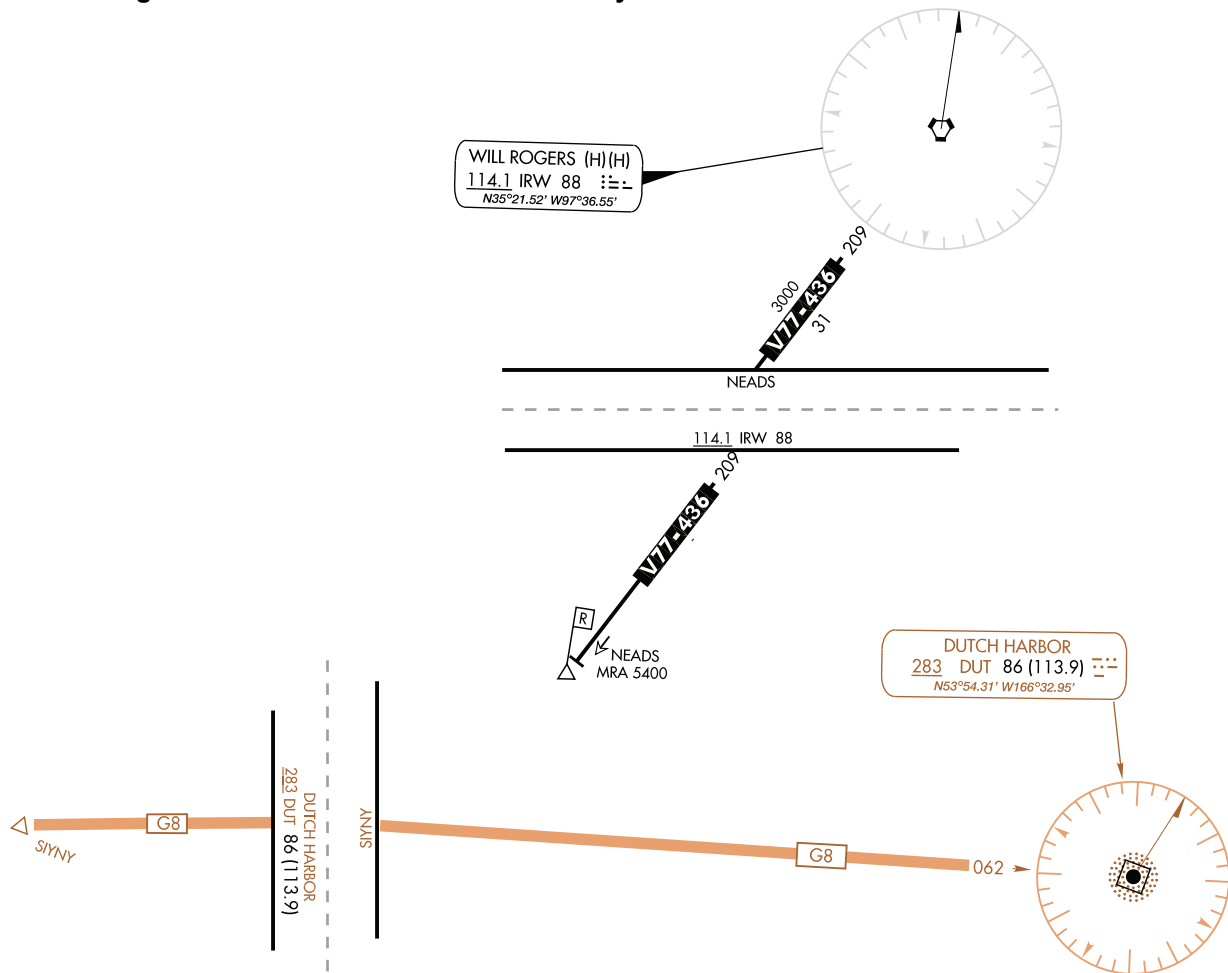 WILL ROGERS (H)(H)
114.1 IRW 88
N35°21.52' W97°36.55'
209
3000
V77-436
31
NEADS
114.1 IRW 88
209
V77-436
R
NEADS
MRA 5400
DUTCH HARBOR
283 DUT 86 (113.9)
N53°54.31' W166°32.95'
G8
SIYNY
DUTCH HARBOR
283 DUT 86 (113.9)
SIYNY
G8
062